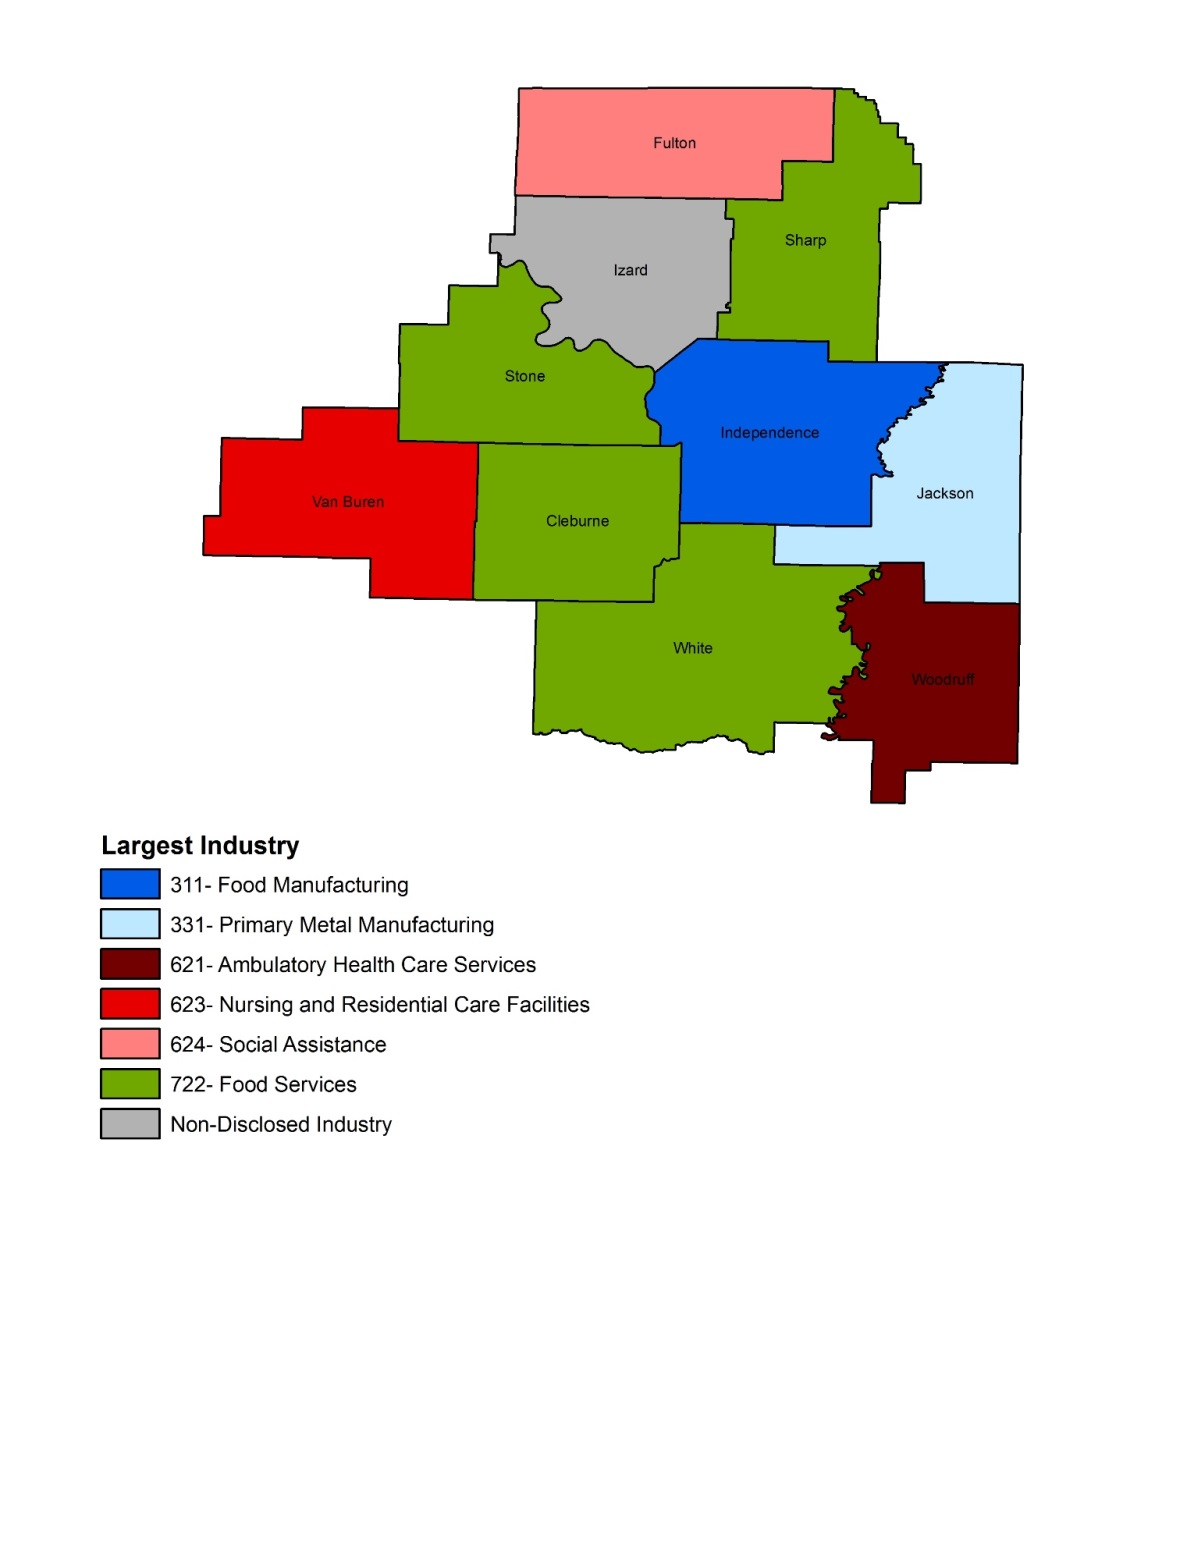 Fulton
Sharp
Izard
Stone
Independence
Van Buren
Jackson
Cleburne
White
Woodruff
Largest Industry
311- Food Manufacturing
331- Primary Metal Manufacturing
621- Ambulatory Health Care Services
623- Nursing and Residential Care Facilities
624- Social Assistance
722- Food Services
Non-Disclosed Industry